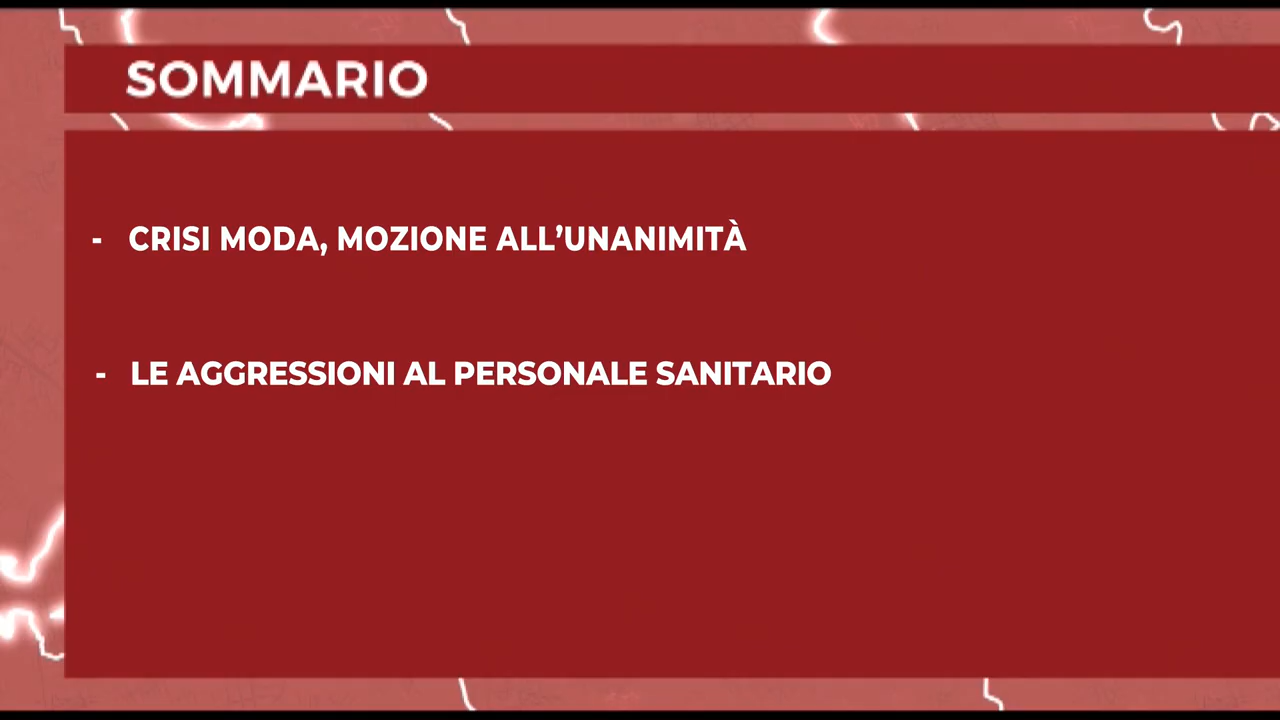 SOMMARIO
- CRISI MODA, MOZIONE ALL’UNANIMITÀ
- LE AGGRESSIONI AL PERSONALE SANITARIO